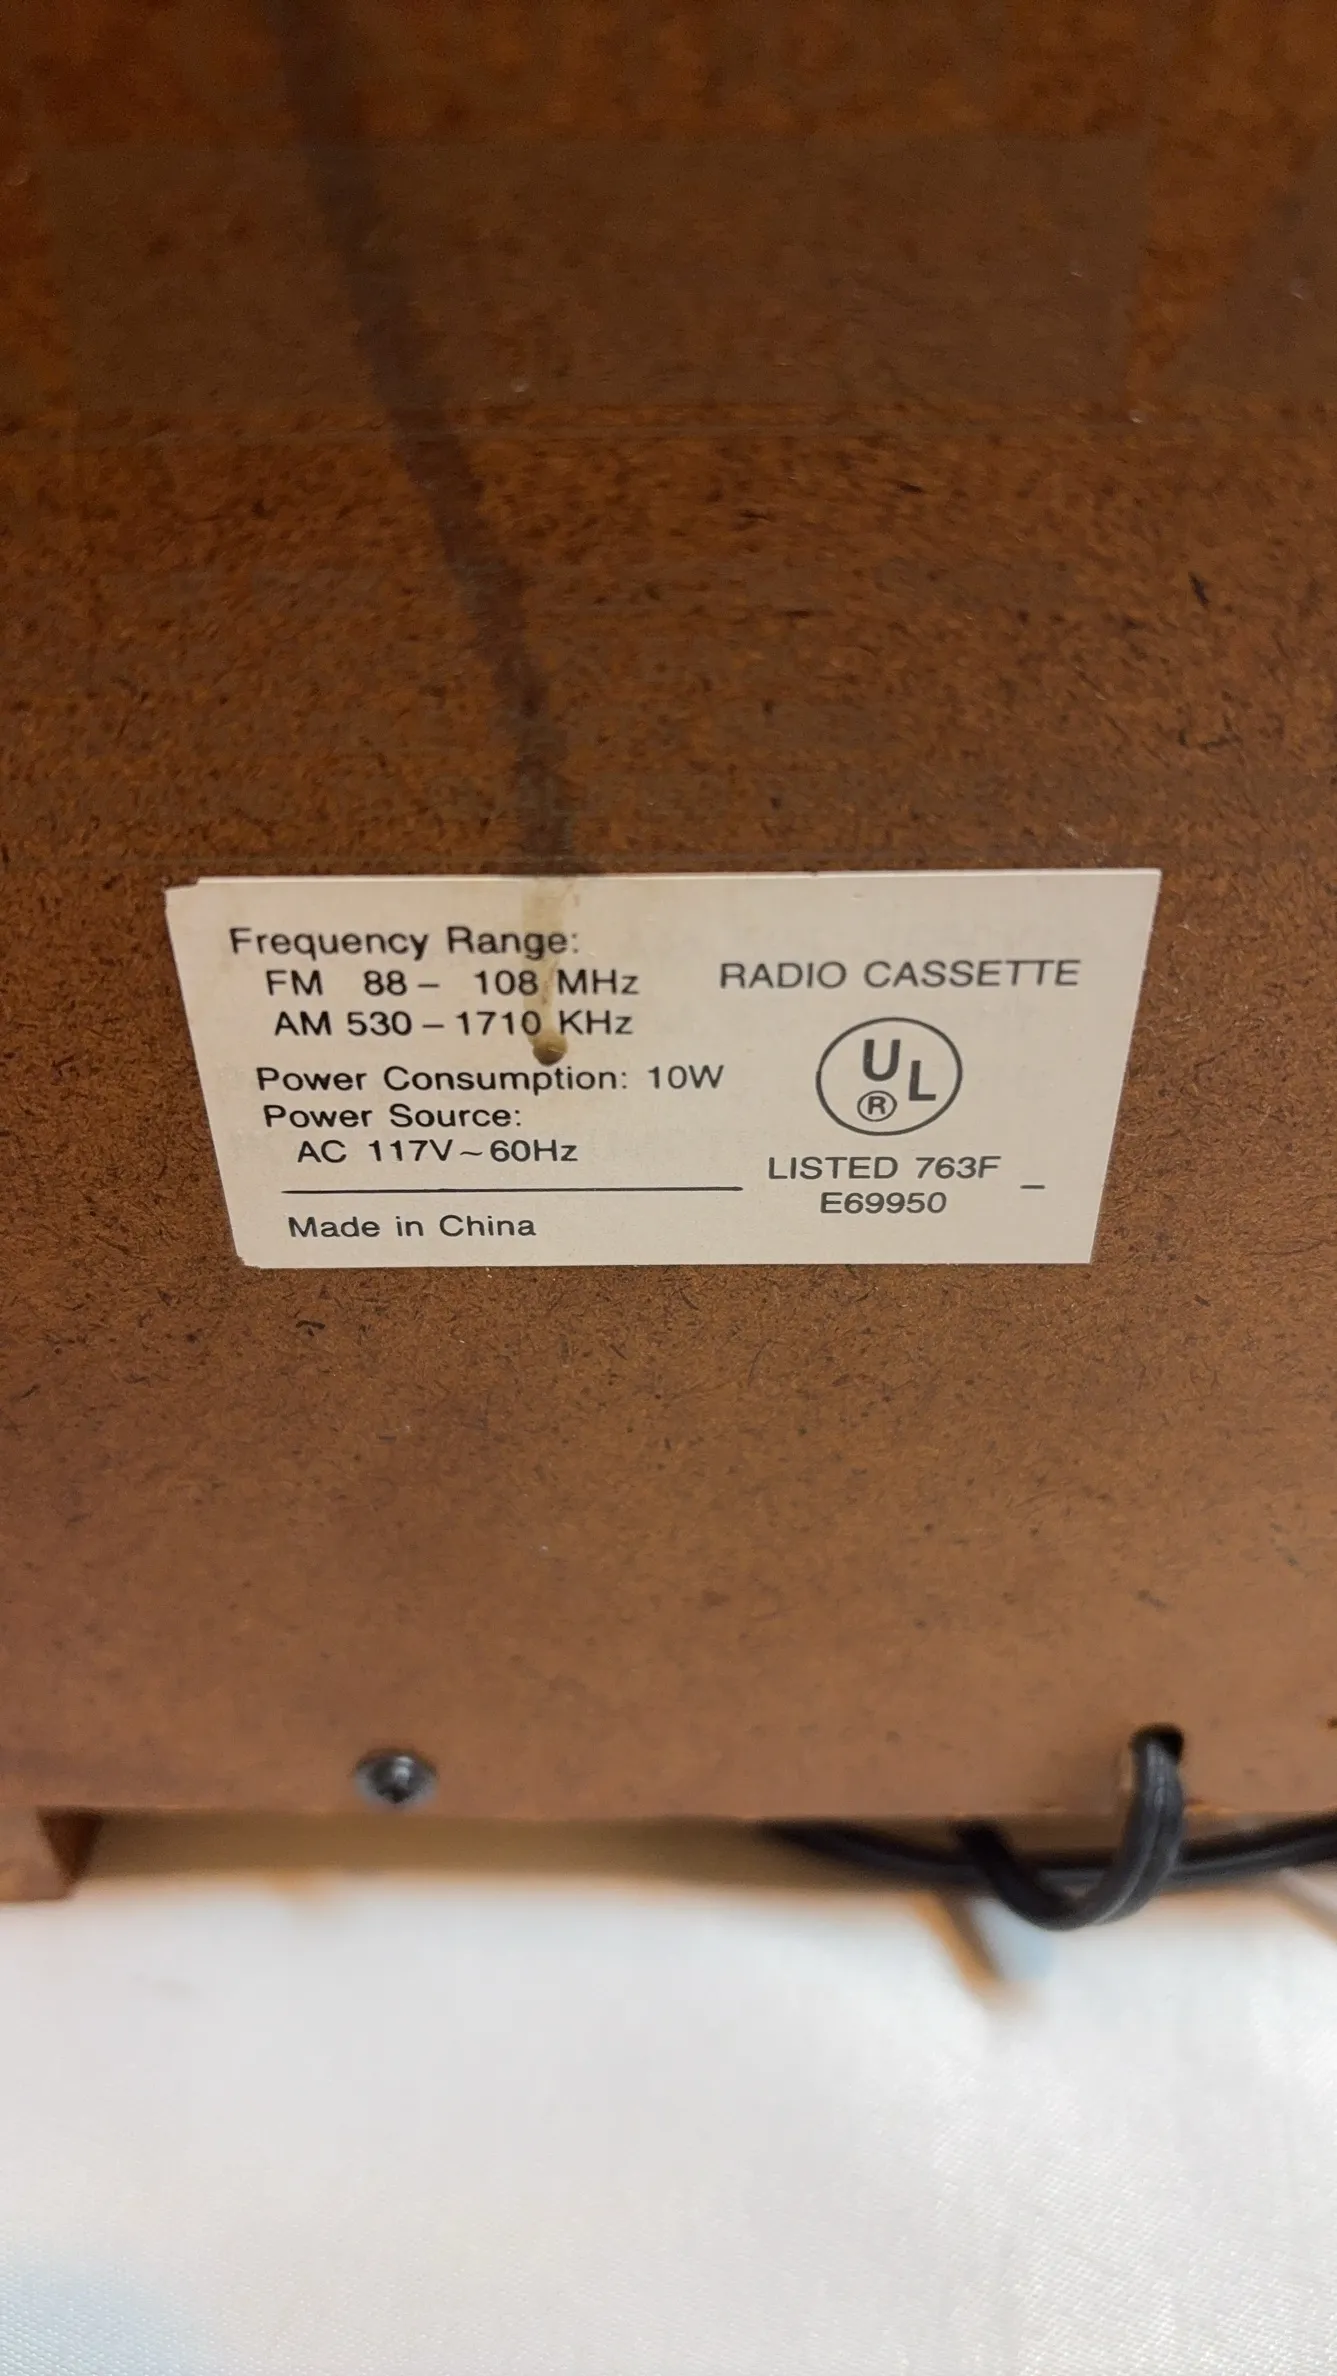 Frequency Range:
FM 88 – 108 MHz
AM 530 – 1710 KHz
Power Consumption: 10W
Power Source:
AC 117V ~ 60Hz
Made in China
RADIO CASSETTE
UL
®
LISTED 763F
E69950